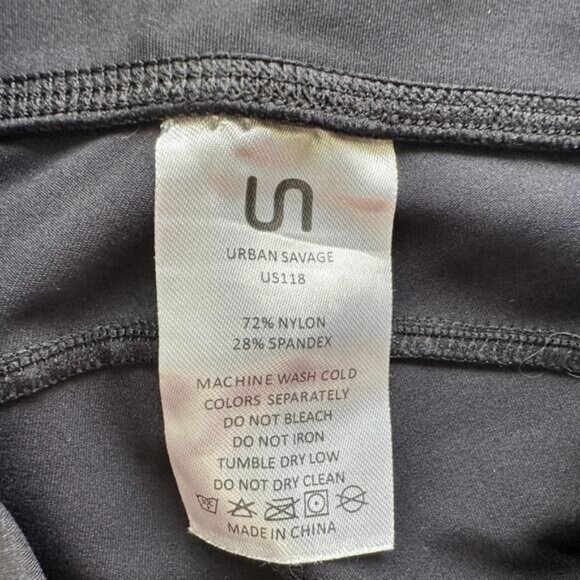 URBAN SAVAGE
US118
72% NYLON
28% SPANDEX
MACHINE WASH COLD
COLORS SEPARATELY
DO NOT BLEACH
DO NOT IRON
TUMBLE DRY LOW
DO NOT DRY CLEAN
MADE IN CHINA